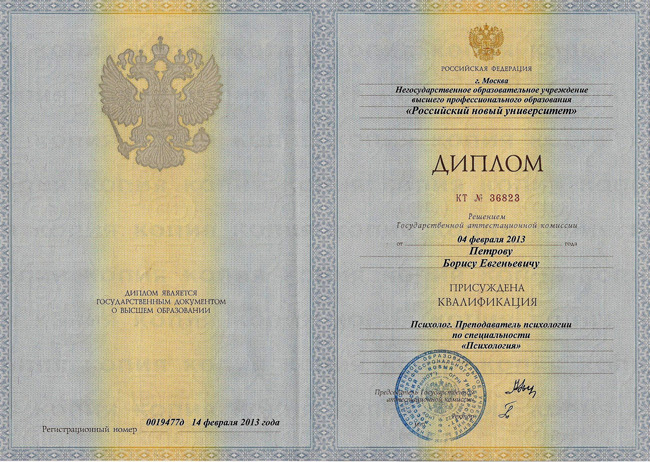 ДИПЛОМ ЯВЛЯЕТСЯ
ГОСУДАРСТВЕННЫМ ДОКУМЕНТОМ
О ВЫСШЕМ ОБРАЗОВАНИИ
Регистрационный номер 0019477д 14 февраля 2013 года
РОССИЙСКАЯ ФЕДЕРАЦИЯ
г. Москва
Негосударственное образовательное учреждение
высшего профессионального образования
«Российский новый университет»
ДИПЛОМ
КТ № 36823
Решением
Государственной аттестационной комиссии
от 04 февраля 2013 года
Петрову
Борису Евгеньевичу
ПРИСУЖДЕНА
КВАЛИФИКАЦИЯ
Психолог. Преподаватель психологии
по специальности
«Психология»
Председатель Государственной
аттестационной комиссии
Ректор